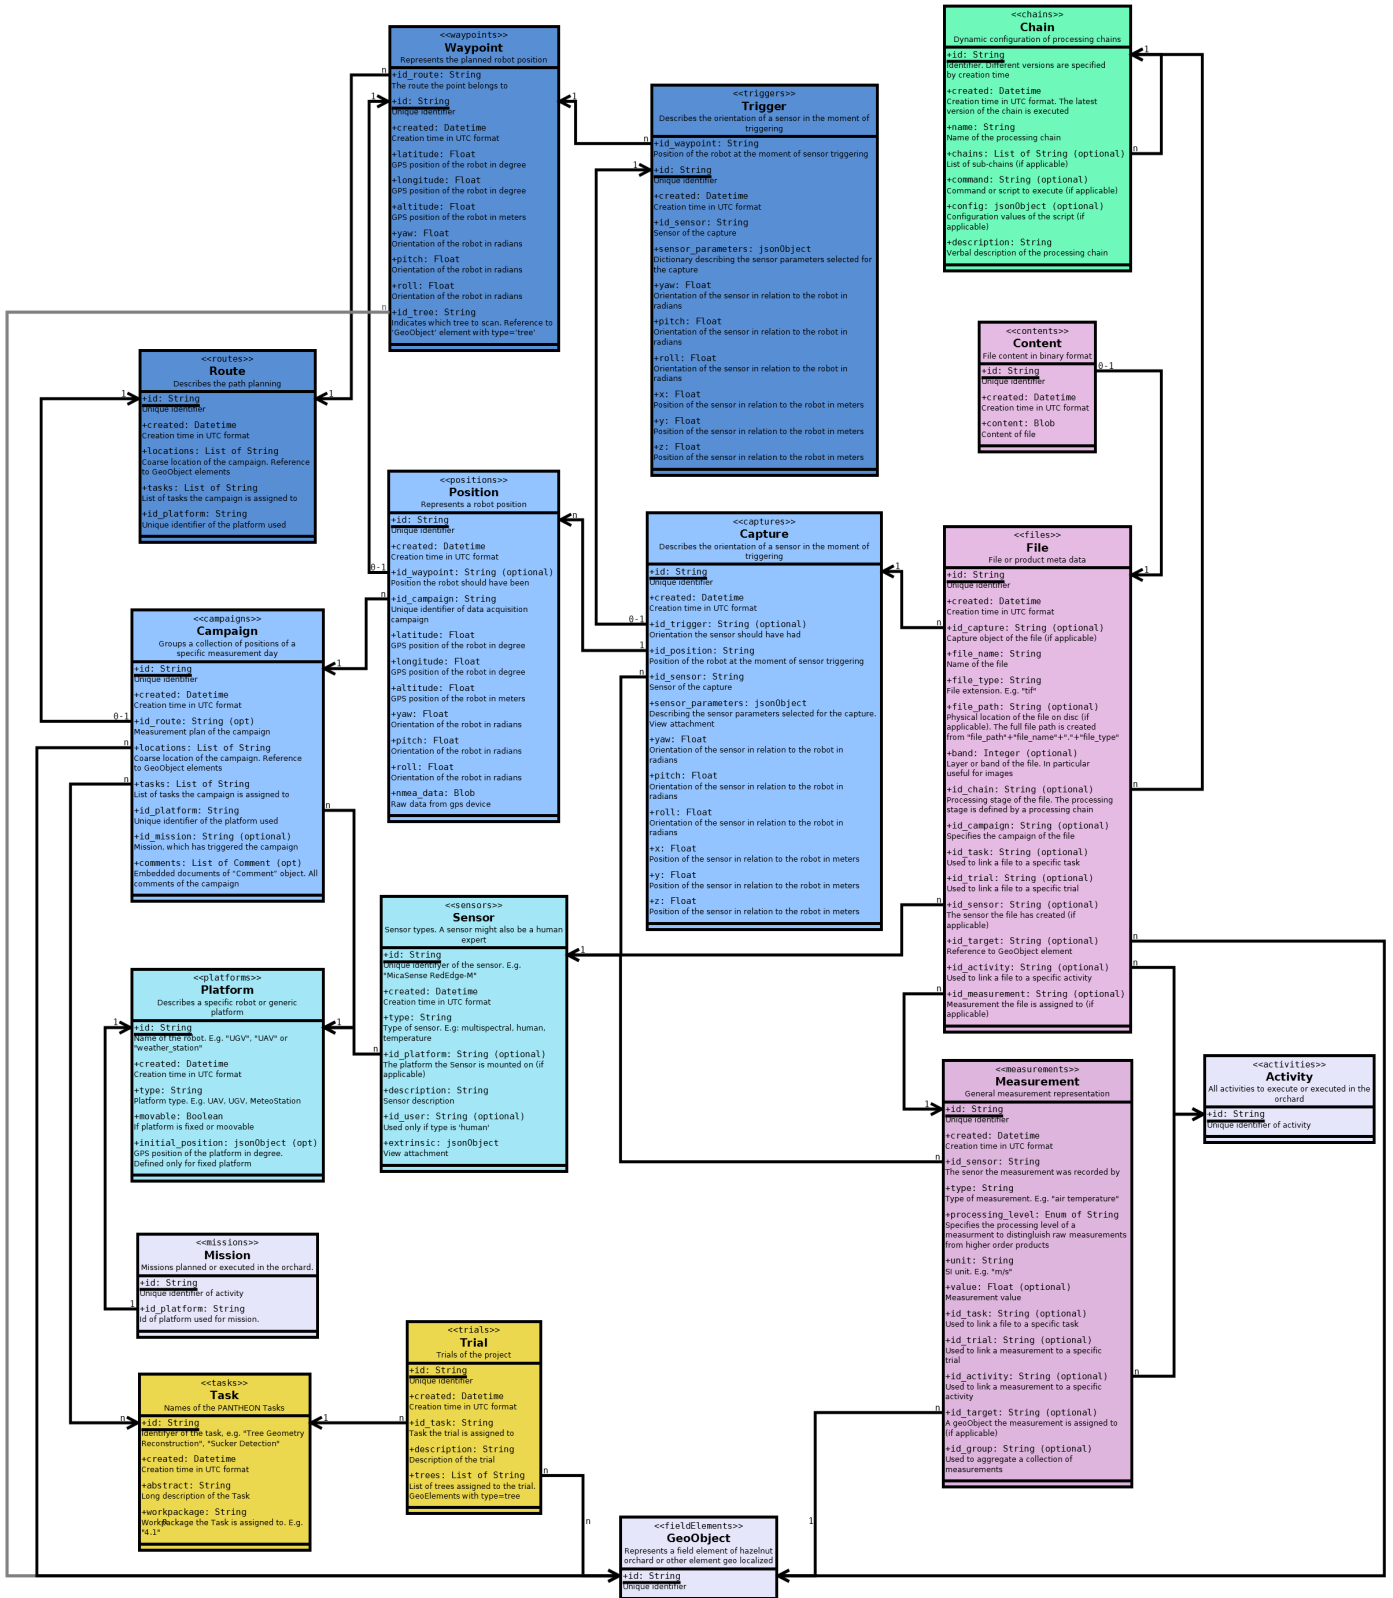 <<waypoints>>
Waypoint
Represents the planned robot position
+id_route: String
The route the point belongs to
+id: String
Unique identifier
+created: Datetime
Creation time in UTC format
+latitude: Float
GPS position of the robot in degree
+longitude: Float
GPS position of the robot in degree
+altitude: Float
GPS position of the robot in meters
+yaw: Float
Orientation of the robot in radians
+pitch: Float
Orientation of the robot in radians
+roll: Float
Orientation of the robot in radians
+id_tree: String
Indicates which tree to scan. Reference to
'GeoObject' element with type='tree'
n
1
n
1
<<triggers>>
Trigger
Describes the orientation of a sensor in the moment of
triggering
+id_waypoint: String
Position of the robot at the moment of sensor triggering
+id: String
Unique identifier
+created: Datetime
Creation time in UTC format
+id_sensor: String
Sensor of the capture
+sensor_parameters: jsonObject
Dictionary describing the sensor parameters selected for
the capture
+yaw: Float
Orientation of the sensor in relation to the robot in
radians
+pitch: Float
Orientation of the sensor in relation to the robot in
radians
+roll: Float
Orientation of the sensor in relation to the robot in
radians
+x: Float
Position of the sensor in relation to the robot in meters
+y: Float
Position of the sensor in relation to the robot in meters
+z: Float
Position of the sensor in relation to the robot in meters
n
1
<<chains>>
Chain
Dynamic configuration of processing chains
+id: String
Identifier. Different versions are specified
by creation time
+created: Datetime
Creation time in UTC format. The latest
version of the chain is executed
+name: String
Name of the processing chain
+chains: List of String (optional)
List of sub-chains (if applicable)
+command: String (optional)
Command or script to execute (if applicable)
+config: jsonObject (optional)
Configuration values of the script (if
applicable)
+description: String
Verbal description of the processing chain
1
n
<<contents>>
Content
File content in binary format
+id: String
Unique identifier
+created: Datetime
Creation time in UTC format
+content: Blob
Content of file
0-1
<<routes>>
Route
Describes the path planning
+id: String
Unique identifier
+created: Datetime
Creation time in UTC format
+locations: List of String
Coarse location of the campaign. Reference
to GeoObject elements
+tasks: List of String
List of tasks the campaign is assigned to
+id_platform: String
Unique identifier of the platform used
1
1
<<positions>>
Position
Represents a robot position
+id: String
Unique identifier
+created: Datetime
Creation time in UTC format
+id_waypoint: String (optional)
Position the robot should have been
+id_campaign: String
Unique identifier of data acquisition
campaign
+latitude: Float
GPS position of the robot in degree
+longitude: Float
GPS position of the robot in degree
+altitude: Float
GPS position of the robot in meters
+yaw: Float
Orientation of the robot in radians
+pitch: Float
Orientation of the robot in radians
+roll: Float
Orientation of the robot in radians
+nmea_data: Blob
Raw data from gps device
n
0-1
n
<<captures>>
Capture
Describes the orientation of a sensor in the moment of
triggering
+id: String
Unique identifier
+created: Datetime
Creation time in UTC format
+id_trigger: String (optional)
Orientation the sensor should have had
+id_position: String
Position of the robot at the moment of sensor triggering
+id_sensor: String
Sensor of the capture
+sensor_parameters: jsonObject
Describing the sensor parameters selected for the capture.
View attachment
+yaw: Float
Orientation of the sensor in relation to the robot in
radians
+pitch: Float
Orientation of the sensor in relation to the robot in
radians
+roll: Float
Orientation of the sensor in relation to the robot in
radians
+x: Float
Position of the sensor in relation to the robot in meters
+y: Float
Position of the sensor in relation to the robot in meters
+z: Float
Position of the sensor in relation to the robot in meters
1
0-1
1
n
<<files>>
File
File or product meta data
+id: String
Unique identifier
+created: Datetime
Creation time in UTC format
+id_capture: String (optional)
Capture object of the file (if applicable)
+file_name: String
Name of the file
+file_type: String
File extension. E.g. "tif"
+file_path: String (optional)
Physical location of the file on disc (if
applicable). The full file path is created
from "file_path"+"file_name"+"."+"file_type"
+band: Integer (optional)
Layer or band of the file. In particular
useful for images
+id_chain: String (optional)
Processing stage of the file. The processing
stage is defined by a processing chain
+id_campaign: String (optional)
Specifies the campaign of the file
+id_task: String (optional)
Used to link a file to a specific task
+id_trial: String (optional)
Used to link a file to a specific trial
+id_sensor: String (optional)
The sensor the file has created (if
applicable)
+id_target: String (optional)
Reference to GeoObject element
+id_activity: String (optional)
Used to link a file to a specific activity
+id_measurement: String (optional)
Measurement the file is assigned to (if
applicable)
1
n
n
n
n
n
n
<<campaigns>>
Campaign
Groups a collection of positions of a
specific measurement day
+id: String
Unique identifier
+created: Datetime
Creation time in UTC format
+id_route: String (opt)
Measurement plan of the campaign
+locations: List of String
Coarse location of the campaign. Reference
to GeoObject elements
+tasks: List of String
List of tasks the campaign is assigned to
+id_platform: String
Unique identifier of the platform used
+id_mission: String (optional)
Mission, which has triggered the campaign
+comments: List of Comment (opt)
Embedded documents of "Comment" object. All
comments of the campaign
1
0-1
n
n
n
<<sensors>>
Sensor
Sensor types. A sensor might also be a human
expert
+id: String
Unique identifyer of the sensor. E.g.
"MicaSense RedEdge-M"
+created: Datetime
Creation time in UTC format
+type: String
Type of sensor. E.g: multispectral, human,
temperature
+id_platform: String (optional)
The platform the Sensor is mounted on (if
applicable)
+description: String
Sensor description
+id_user: String (optional)
Used only if type is 'human'
+extrinsic: jsonObject
View attachment
1
n
<<platforms>>
Platform
Describes a specific robot or generic
platform
+id: String
Name of the robot. E.g. "UGV", "UAV" or
"weather_station"
+created: Datetime
Creation time in UTC format
+type: String
Platform type. E.g. UAV, UGV, MeteoStation
+movable: Boolean
If platform is fixed or moovable
+initial_position: jsonObject (opt)
GPS position of the platform in degree.
Defined only for fixed platform
1
1
<<measurements>>
Measurement
General measurement representation
+id: String
Unique identifier
+created: Datetime
Creation time in UTC format
+id_sensor: String
The senor the measurement was recorded by
+type: String
Type of measurement. E.g. "air temperature"
+processing_level: Enum of String
Specifies the processing level of a
measurment to distingluish raw measurements
from higher order products
+unit: String
SI unit. E.g. "m/s"
+value: Float (optional)
Measurement value
+id_task: String (optional)
Used to link a file to a specific task
+id_trial: String (optional)
Used to link a measurement to a specific
trial
+id_activity: String (optional)
Used to link a measurement to a specific
activity
+id_target: String (optional)
A geoObject the measurement is assigned to
(if applicable)
+id_group: String (optional)
Used to aggregate a collection of
measurements
1
n
n
n
<<activities>>
Activity
All activities to execute or executed in the
orchard
+id: String
Unique identifier of activity
<<missions>>
Mission
Missions planned or executed in the orchard.
+id: String
Unique identifier of activity
+id_platform: String
Id of platform used for mission.
1
<<trials>>
Trial
Trials of the project
+id: String
Unique identifier
+created: Datetime
Creation time in UTC format
+id_task: String
Task the trial is assigned to
+description: String
Description of the trial
+trees: List of String
List of trees assigned to the trial.
GeoElements with type=tree
n
n
<<tasks>>
Task
Names of the PANTHEON Tasks
+id: String
Identifyer of the task, e.g. "Tree Geometry
Reconstruction", "Sucker Detection"
+created: Datetime
Creation time in UTC format
+abstract: String
Long description of the Task
+workpackage: String
Workpackage the Task is assigned to. E.g.
"4.1"
n
1
n
1
<<fieldElements>>
GeoObject
Represents a field element of hazelnut
orchard or other element geo localized
+id: String
Unique identifier